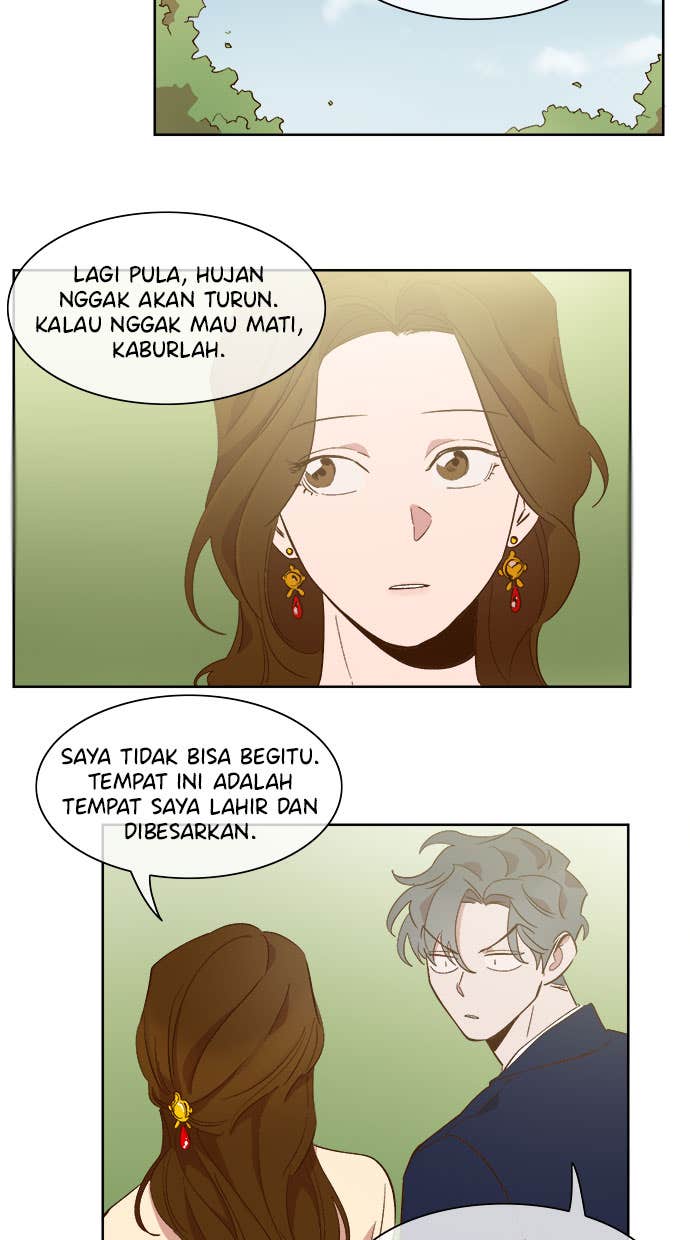 LAGI PULA, HUJAN
NGGAK AKAN TURUN.
KALAU NGGAK MAU MATI,
KABURLAH.
SAYA TIDAK BISA BEGITU.
TEMPAT INI ADALAH
TEMPAT SAYA LAHIR DAN
DIBESARKAN.